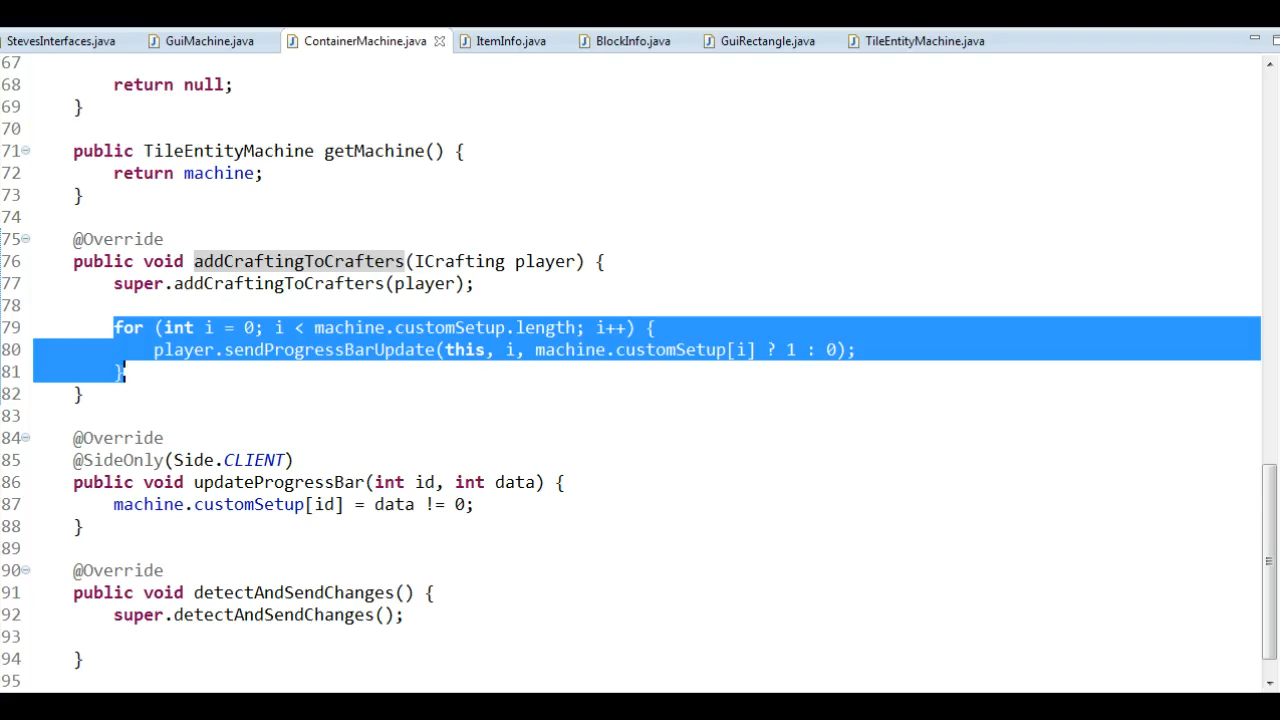 StevesInterfaces.java GuiMachine.java ContainerMachine.java ItemInfo.java BlockInfo.java GuiRectangle.java TileEntityMachine.java
67
68 return null;
69 }
70
71 public TileEntityMachine getMachine() {
72 return machine;
73 }
74
75 @Override
76 public void addCraftingToCrafters(ICrafting player) {
77 super.addCraftingToCrafters(player);
78
79 for (int i = 0; i < machine.customSetup.length; i++) {
80 player.sendProgressBarUpdate(this, i, machine.customSetup[i] ? 1 : 0);
81 }
82 }
83
84 @Override
85 @SideOnly(Side.CLIENT)
86 public void updateProgressBar(int id, int data) {
87 machine.customSetup[id] = data != 0;
88 }
89
90 @Override
91 public void detectAndSendChanges() {
92 super.detectAndSendChanges();
93
94 }
95